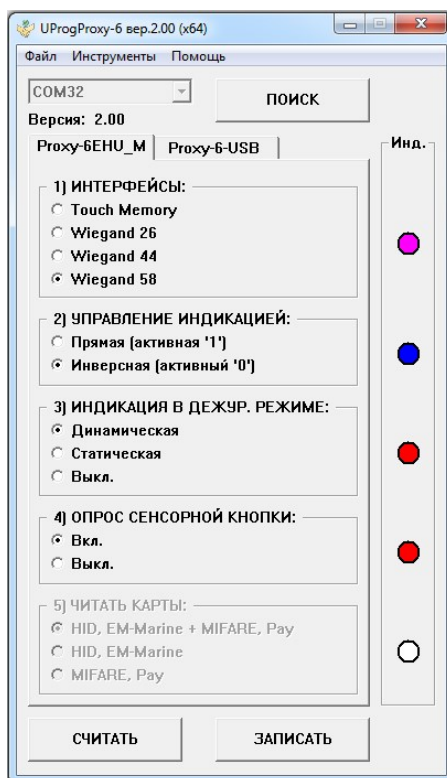 UProgProxy-6 вер.2.00 (x64)
Файл Инструменты Помощь
COM32
ПОИСК
Версия: 2.00
Proxy-6EHU_M Proxy-6-USB
Инд.
1) ИНТЕРФЕЙСЫ:
Touch Memory
Wiegand 26
Wiegand 44
Wiegand 58
2) УПРАВЛЕНИЕ ИНДИКАЦИЕЙ:
Прямая (активная '1')
Инверсная (активный '0')
3) ИНДИКАЦИЯ В ДЕЖУР. РЕЖИМЕ:
Динамическая
Статическая
Выкл.
4) ОПРОС СЕНСОРНОЙ КНОПКИ:
Вкл.
Выкл.
5) ЧИТАТЬ КАРТЫ:
HID, EM-Marine + MIFARE, Pay
HID, EM-Marine
MIFARE, Pay
СЧИТАТЬ ЗАПИСАТЬ